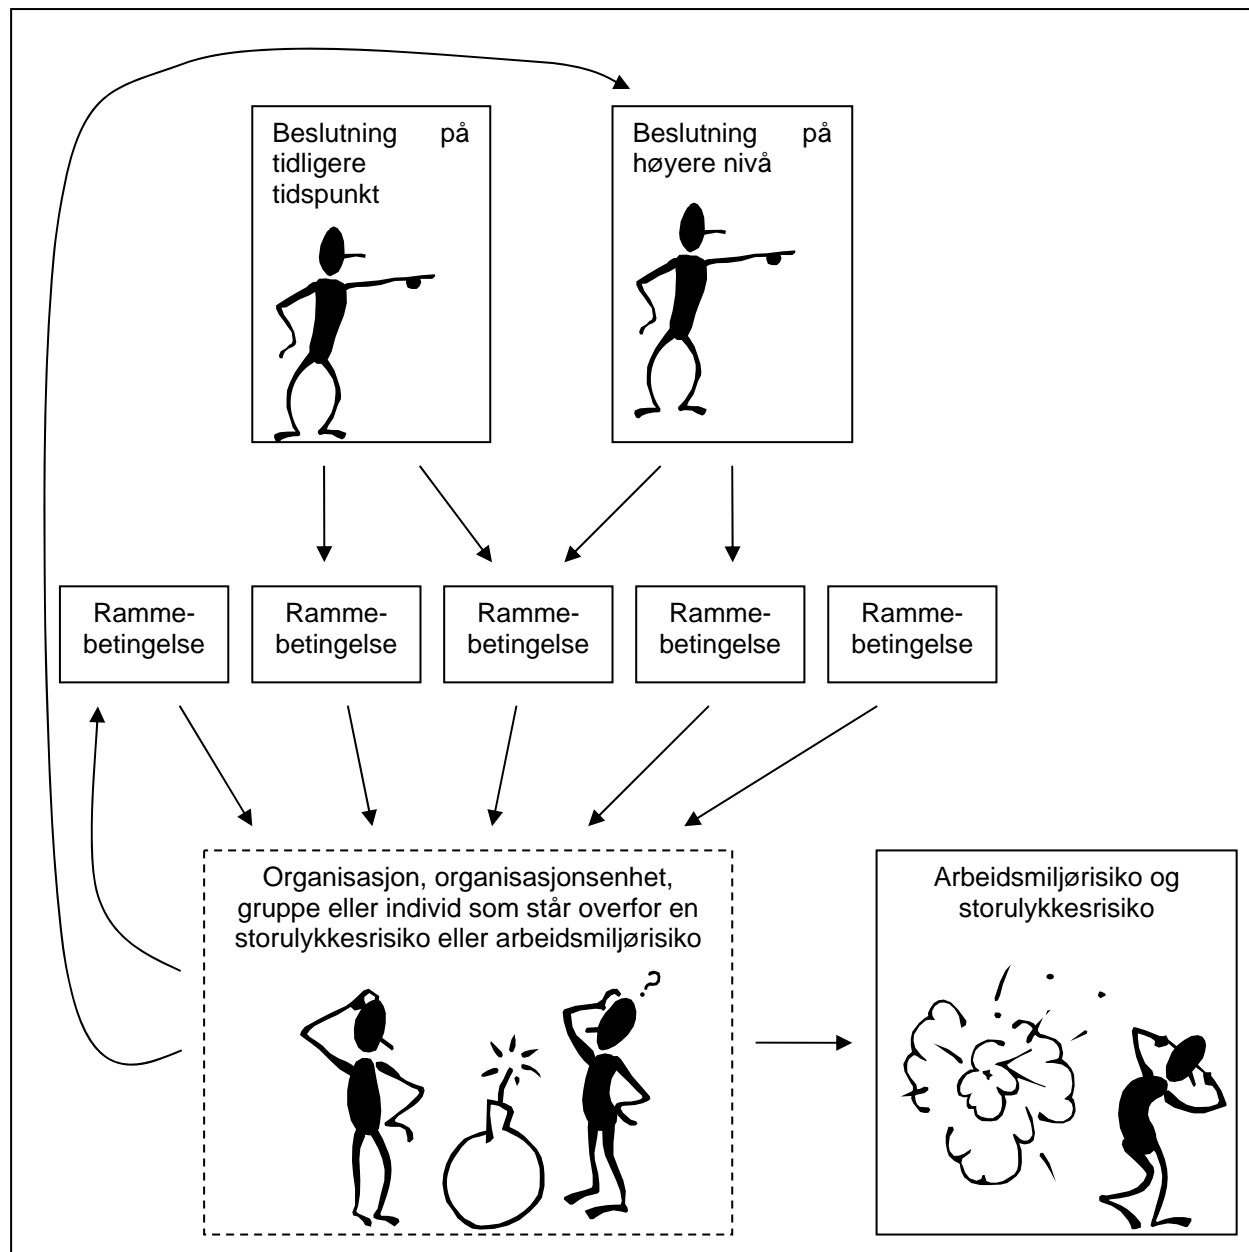 Beslutning på
tidligere
tidspunkt
Beslutning på
høyere nivå
Ramme-
betingelse
Ramme-
betingelse
Ramme-
betingelse
Ramme-
betingelse
Ramme-
betingelse
Organisasjon, organisasjonsenhet,
gruppe eller individ som står overfor en
storulykkesrisiko eller arbeidsmiljørisiko
?
Arbeidsmiljørisiko og
storulykkesrisiko